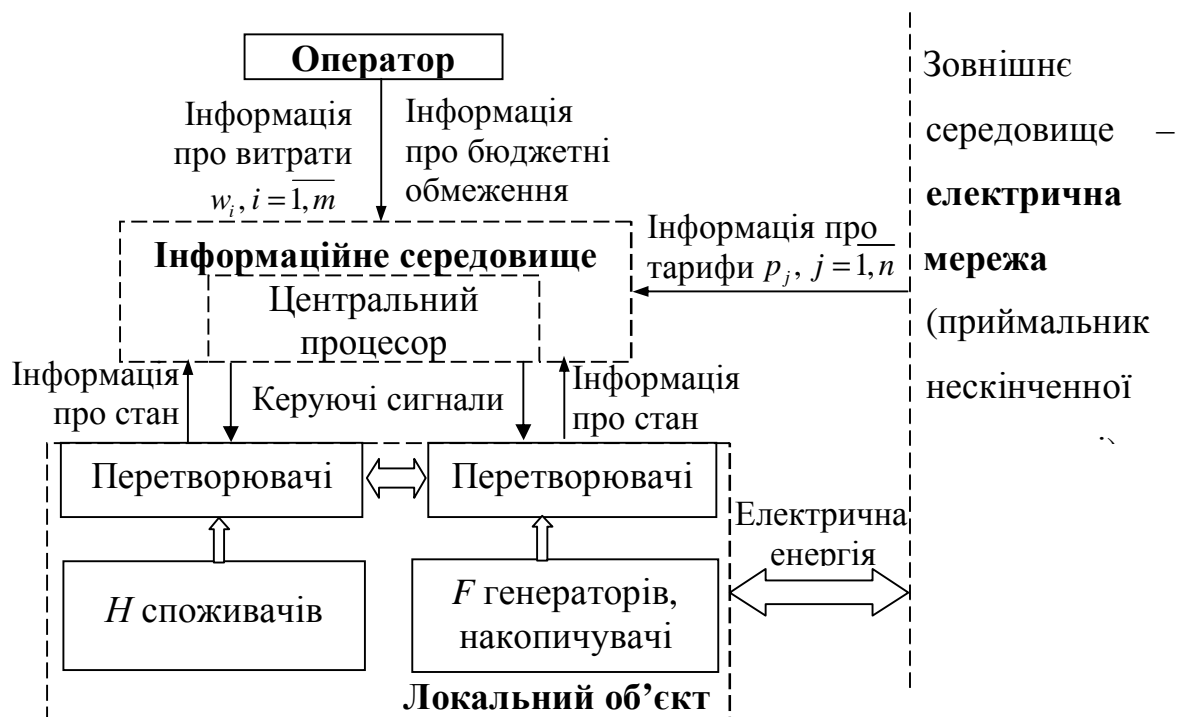 Оператор
Інформація
про витрати
w_i, i = \overline{1, m}
Інформація
про бюджетні
обмеження
Зовнішнє
середовище –
електрична
мережа
(приймальник
нескінченної
Інформаційне середовище
Центральний
процесор
Інформація про
тарифи p_j, j = \overline{1, n}
Інформація
про стан
Керуючі сигнали
Інформація
про стан
Перетворювачі
Перетворювачі
Електрична
енергія
H споживачів
F генераторів,
накопичувачі
Локальний об’єкт